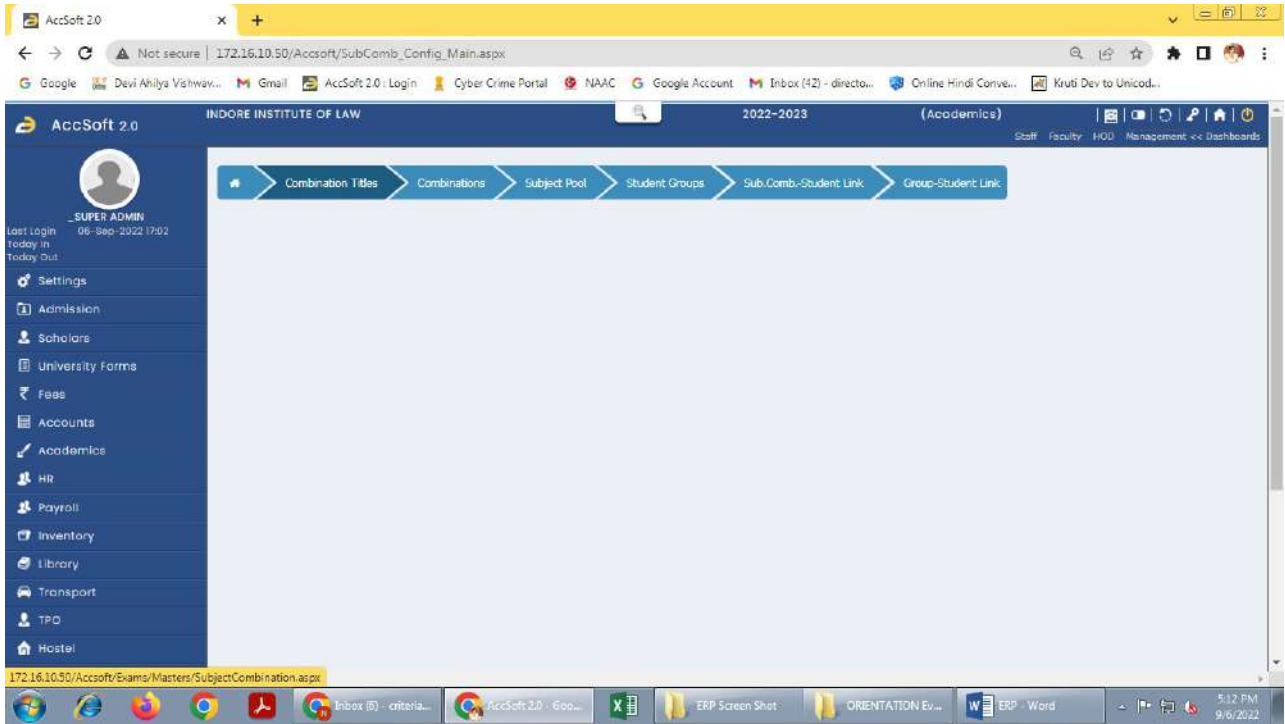 AccSoft 2.0
Not secure | 172.16.10.50/Accsoft/SubComb_Config_Main.aspx
Google Devi Ahilya Vishwav... Gmail AccSoft 2.0 : Login Cyber Crime Portal NAAC Google Account Inbox (42) - directo... Online Hindi Conve... Kruti Dev to Unicod...
AccSoft 2.0 INDORE INSTITUTE OF LAW 2022-2023 (Academics)
Staff Faculty HOD Management << Dashboards
Combination Titles Combinations Subject Pool Student Groups Sub.Comb.-Student Link Group-Student Link
_SUPER ADMIN
Last Login 06-Sep-2022 17:02
Today In
Today Out
Settings
Admission
Scholars
University Forms
₹ Fees
Accounts
Academics
HR
Payroll
Inventory
Library
Transport
TPO
Hostel
172.16.10.50/Accsoft/Exams/Masters/SubjectCombination.aspx
Inbox (6) - criteria... AccSoft 2.0 - Goo... ERP Screen Shot ORIENTATION Ev... ERP - Word 5:12 PM
9/6/2022